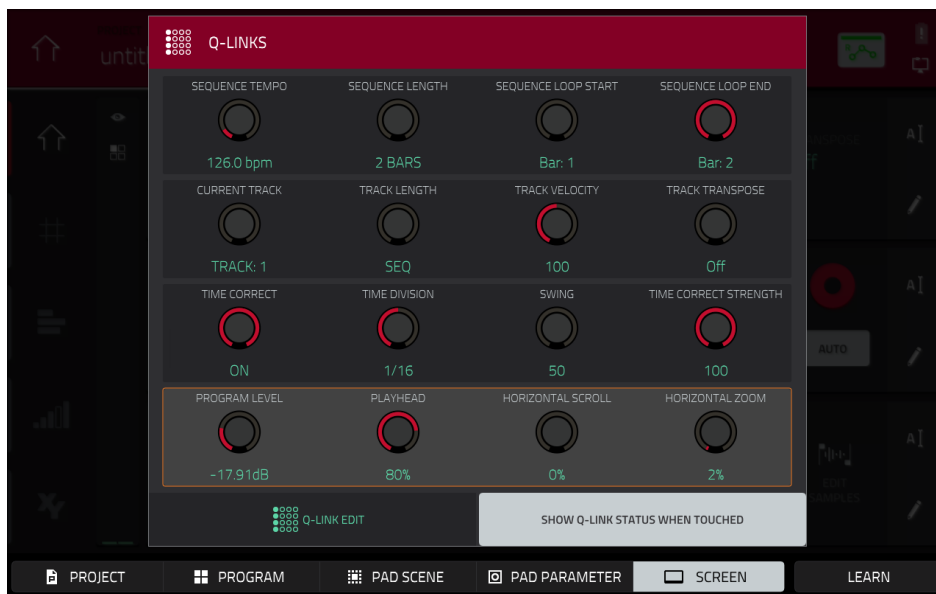 untitl
Q-LINKS
SEQUENCE TEMPO SEQUENCE LENGTH SEQUENCE LOOP START SEQUENCE LOOP END
126.0 bpm 2 BARS Bar: 1 Bar: 2
CURRENT TRACK TRACK LENGTH TRACK VELOCITY TRACK TRANSPOSE
TRACK: 1 SEQ 100 Off
TIME CORRECT TIME DIVISION SWING TIME CORRECT STRENGTH
ON 1/16 50 100
AUTO
PROGRAM LEVEL PLAYHEAD HORIZONTAL SCROLL HORIZONTAL ZOOM
-17.91dB 80% 0% 2%
EDIT
SAMPLES
Q-LINK EDIT SHOW Q-LINK STATUS WHEN TOUCHED
PROJECT PROGRAM PAD SCENE PAD PARAMETER SCREEN LEARN